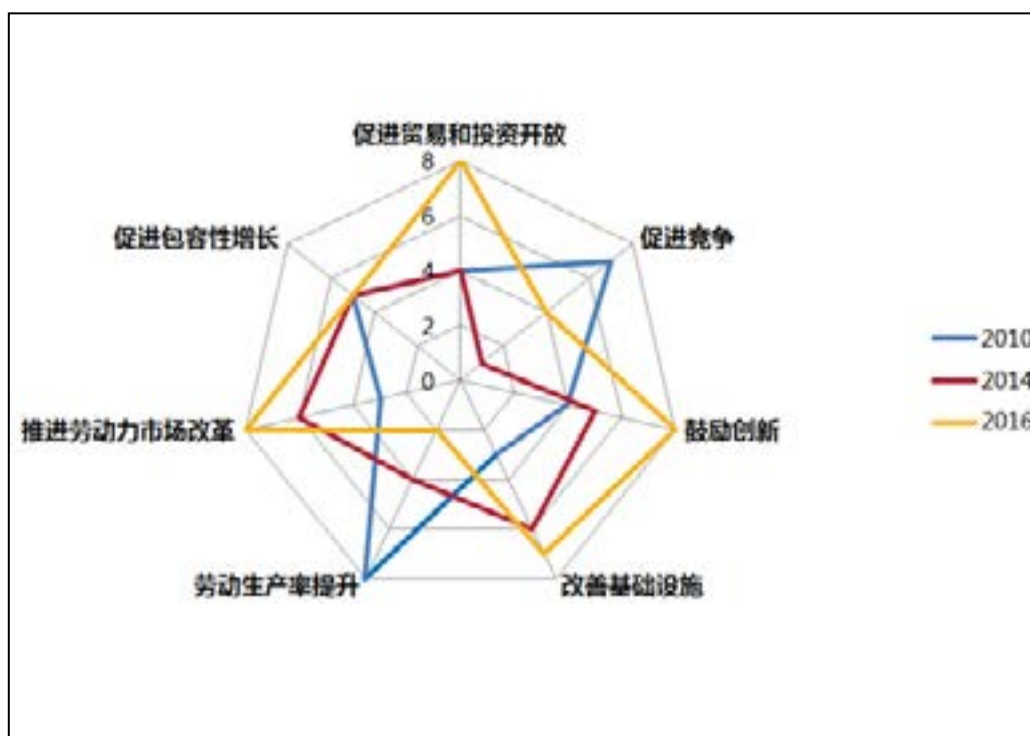 促进贸易和投资开放
8
促进包容性增长
促进竞争
6
4
2
0
2010
2014
2016
推进劳动力市场改革
鼓励创新
劳动生产率提升
改善基础设施